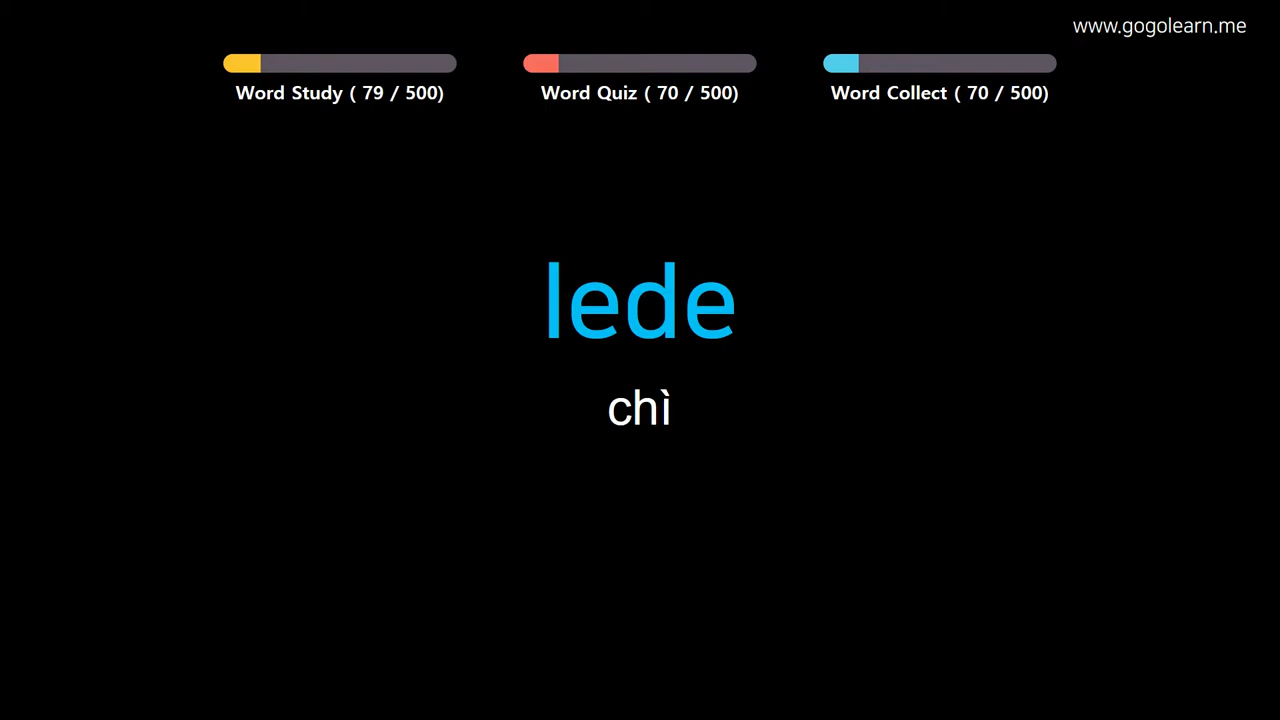 www.gogolearn.me
Word Study ( 79 / 500)
Word Quiz ( 70 / 500)
Word Collect ( 70 / 500)
lede
chì